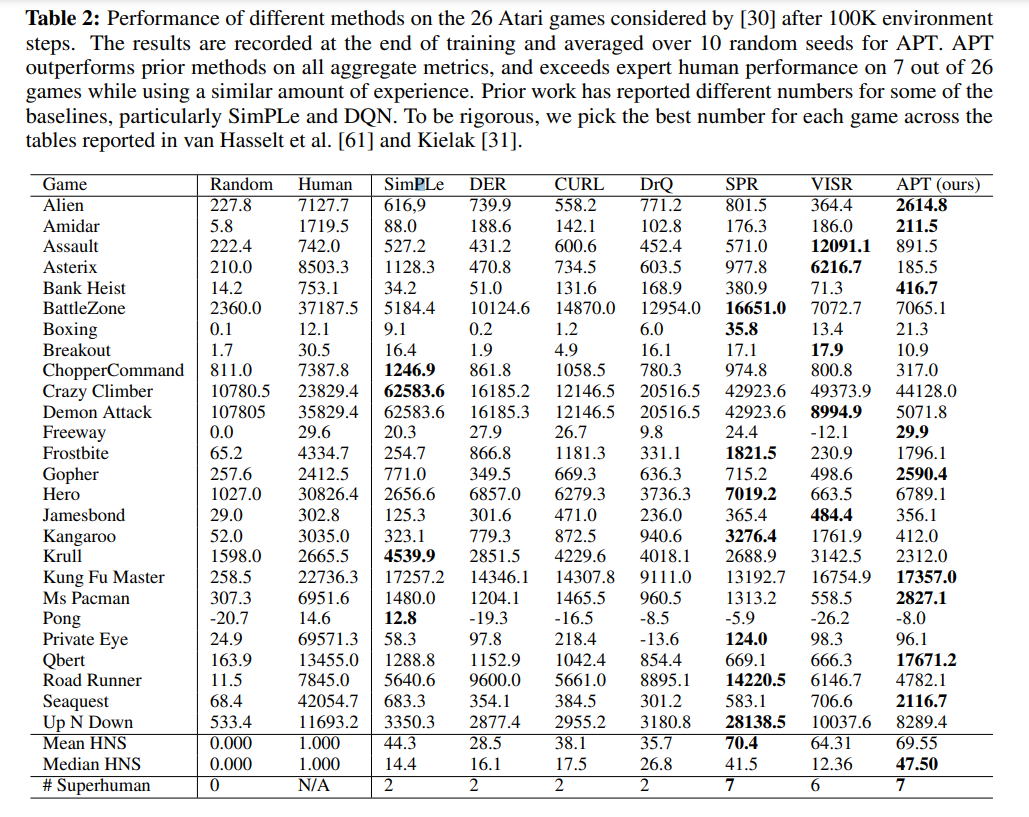 Table 2: Performance of different methods on the 26 Atari games considered by [30] after 100K environment
steps. The results are recorded at the end of training and averaged over 10 random seeds for APT. APT
outperforms prior methods on all aggregate metrics, and exceeds expert human performance on 7 out of 26
games while using a similar amount of experience. Prior work has reported different numbers for some of the
baselines, particularly SimPLe and DQN. To be rigorous, we pick the best number for each game across the
tables reported in van Hasselt et al. [61] and Kielak [31].
Game Random Human SimPLe DER CURL DrQ SPR VISR APT (ours)
Alien 227.8 7127.7 616,9 739.9 558.2 771.2 801.5 364.4 2614.8
Amidar 5.8 1719.5 88.0 188.6 142.1 102.8 176.3 186.0 211.5
Assault 222.4 742.0 527.2 431.2 600.6 452.4 571.0 12091.1 891.5
Asterix 210.0 8503.3 1128.3 470.8 734.5 603.5 977.8 6216.7 185.5
Bank Heist 14.2 753.1 34.2 51.0 131.6 168.9 380.9 71.3 416.7
BattleZone 2360.0 37187.5 5184.4 10124.6 14870.0 12954.0 16651.0 7072.7 7065.1
Boxing 0.1 12.1 9.1 0.2 1.2 6.0 35.8 13.4 21.3
Breakout 1.7 30.5 16.4 1.9 4.9 16.1 17.1 17.9 10.9
ChopperCommand 811.0 7387.8 1246.9 861.8 1058.5 780.3 974.8 800.8 317.0
Crazy Climber 10780.5 23829.4 62583.6 16185.2 12146.5 20516.5 42923.6 49373.9 44128.0
Demon Attack 107805 35829.4 62583.6 16185.3 12146.5 20516.5 42923.6 8994.9 5071.8
Freeway 0.0 29.6 20.3 27.9 26.7 9.8 24.4 -12.1 29.9
Frostbite 65.2 4334.7 254.7 866.8 1181.3 331.1 1821.5 230.9 1796.1
Gopher 257.6 2412.5 771.0 349.5 669.3 636.3 715.2 498.6 2590.4
Hero 1027.0 30826.4 2656.6 6857.0 6279.3 3736.3 7019.2 663.5 6789.1
Jamesbond 29.0 302.8 125.3 301.6 471.0 236.0 365.4 484.4 356.1
Kangaroo 52.0 3035.0 323.1 779.3 872.5 940.6 3276.4 1761.9 412.0
Krull 1598.0 2665.5 4539.9 2851.5 4229.6 4018.1 2688.9 3142.5 2312.0
Kung Fu Master 258.5 22736.3 17257.2 14346.1 14307.8 9111.0 13192.7 16754.9 17357.0
Ms Pacman 307.3 6951.6 1480.0 1204.1 1465.5 960.5 1313.2 558.5 2827.1
Pong -20.7 14.6 12.8 -19.3 -16.5 -8.5 -5.9 -26.2 -8.0
Private Eye 24.9 69571.3 58.3 97.8 218.4 -13.6 124.0 98.3 96.1
Qbert 163.9 13455.0 1288.8 1152.9 1042.4 854.4 669.1 666.3 17671.2
Road Runner 11.5 7845.0 5640.6 9600.0 5661.0 8895.1 14220.5 6146.7 4782.1
Seaquest 68.4 42054.7 683.3 354.1 384.5 301.2 583.1 706.6 2116.7
Up N Down 533.4 11693.2 3350.3 2877.4 2955.2 3180.8 28138.5 10037.6 8289.4
Mean HNS 0.000 1.000 44.3 28.5 38.1 35.7 70.4 64.31 69.55
Median HNS 0.000 1.000 14.4 16.1 17.5 26.8 41.5 12.36 47.50
# Superhuman 0 N/A 2 2 2 2 7 6 7